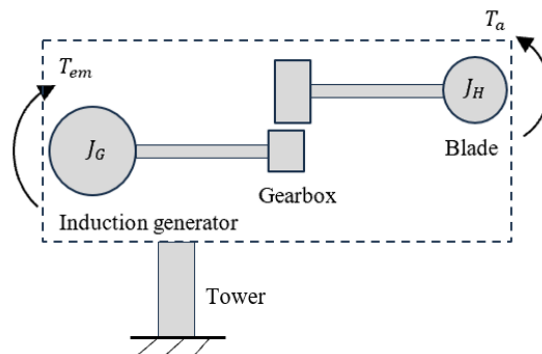 T_a
T_em
J_H
J_G
Blade
Gearbox
Induction generator
Tower